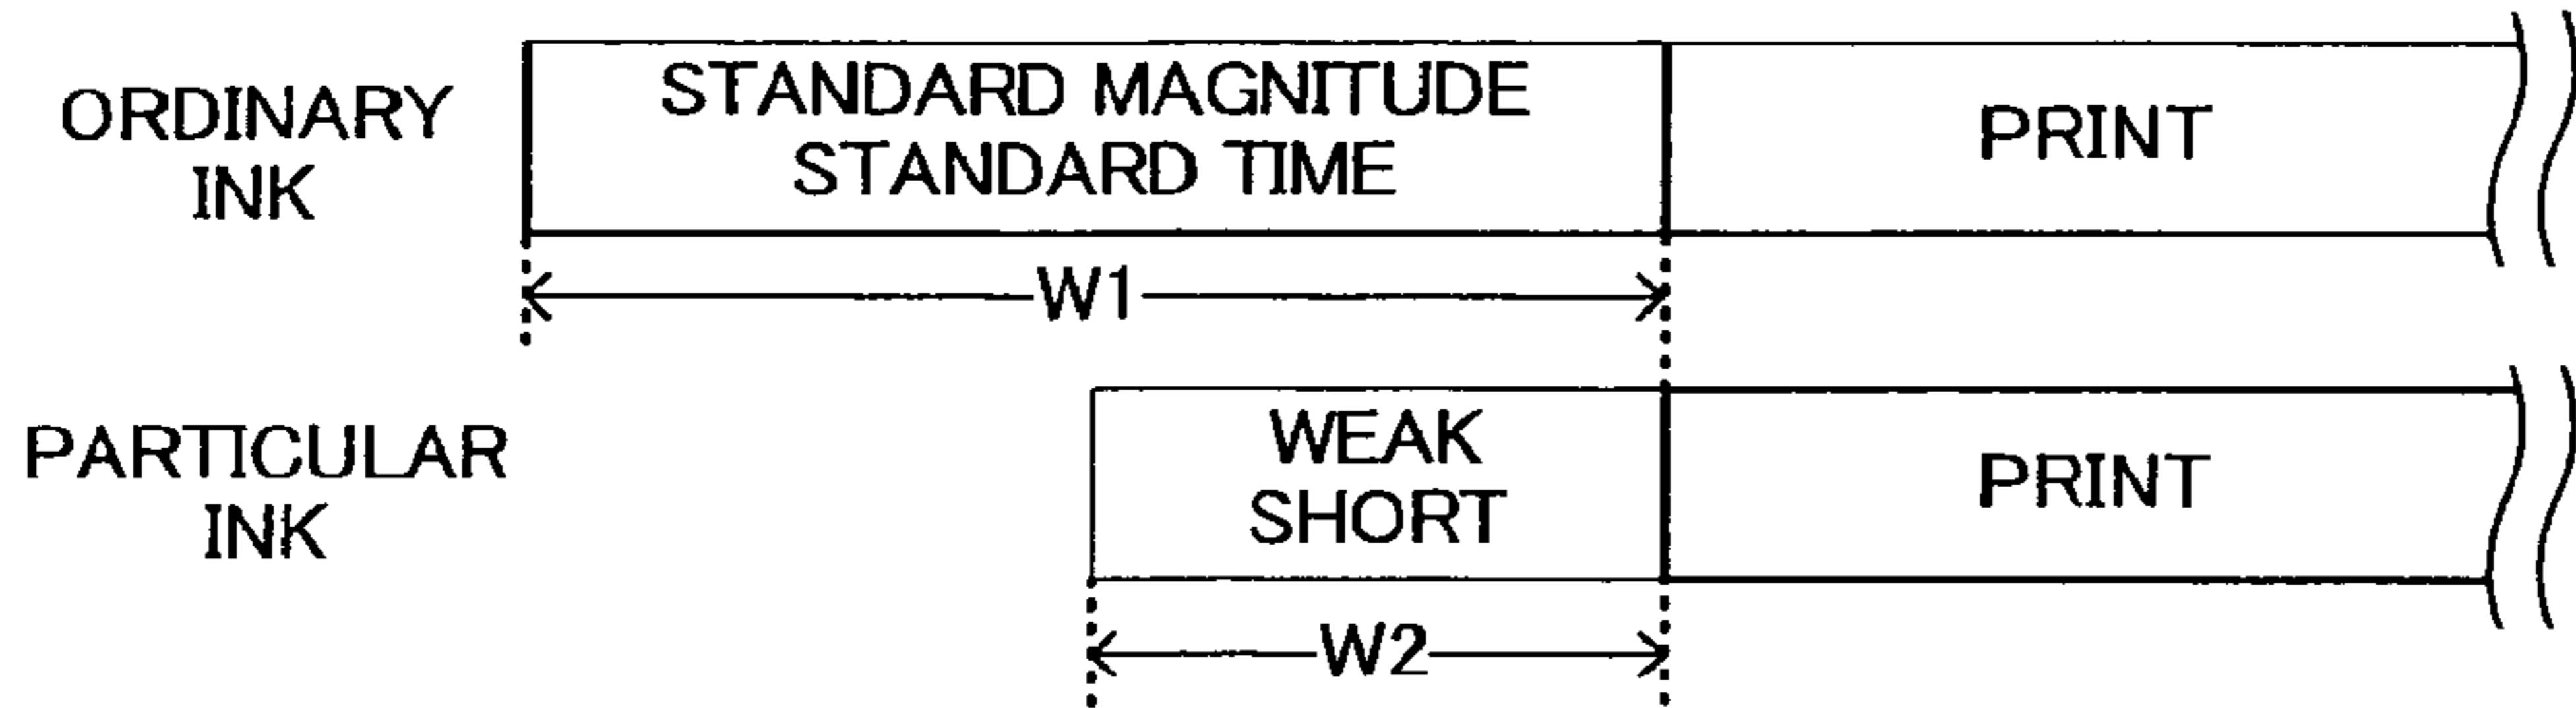 ORDINARY
INK
STANDARD MAGNITUDE
STANDARD TIME
PRINT
W1
PARTICULAR
INK
WEAK
SHORT
PRINT
W2